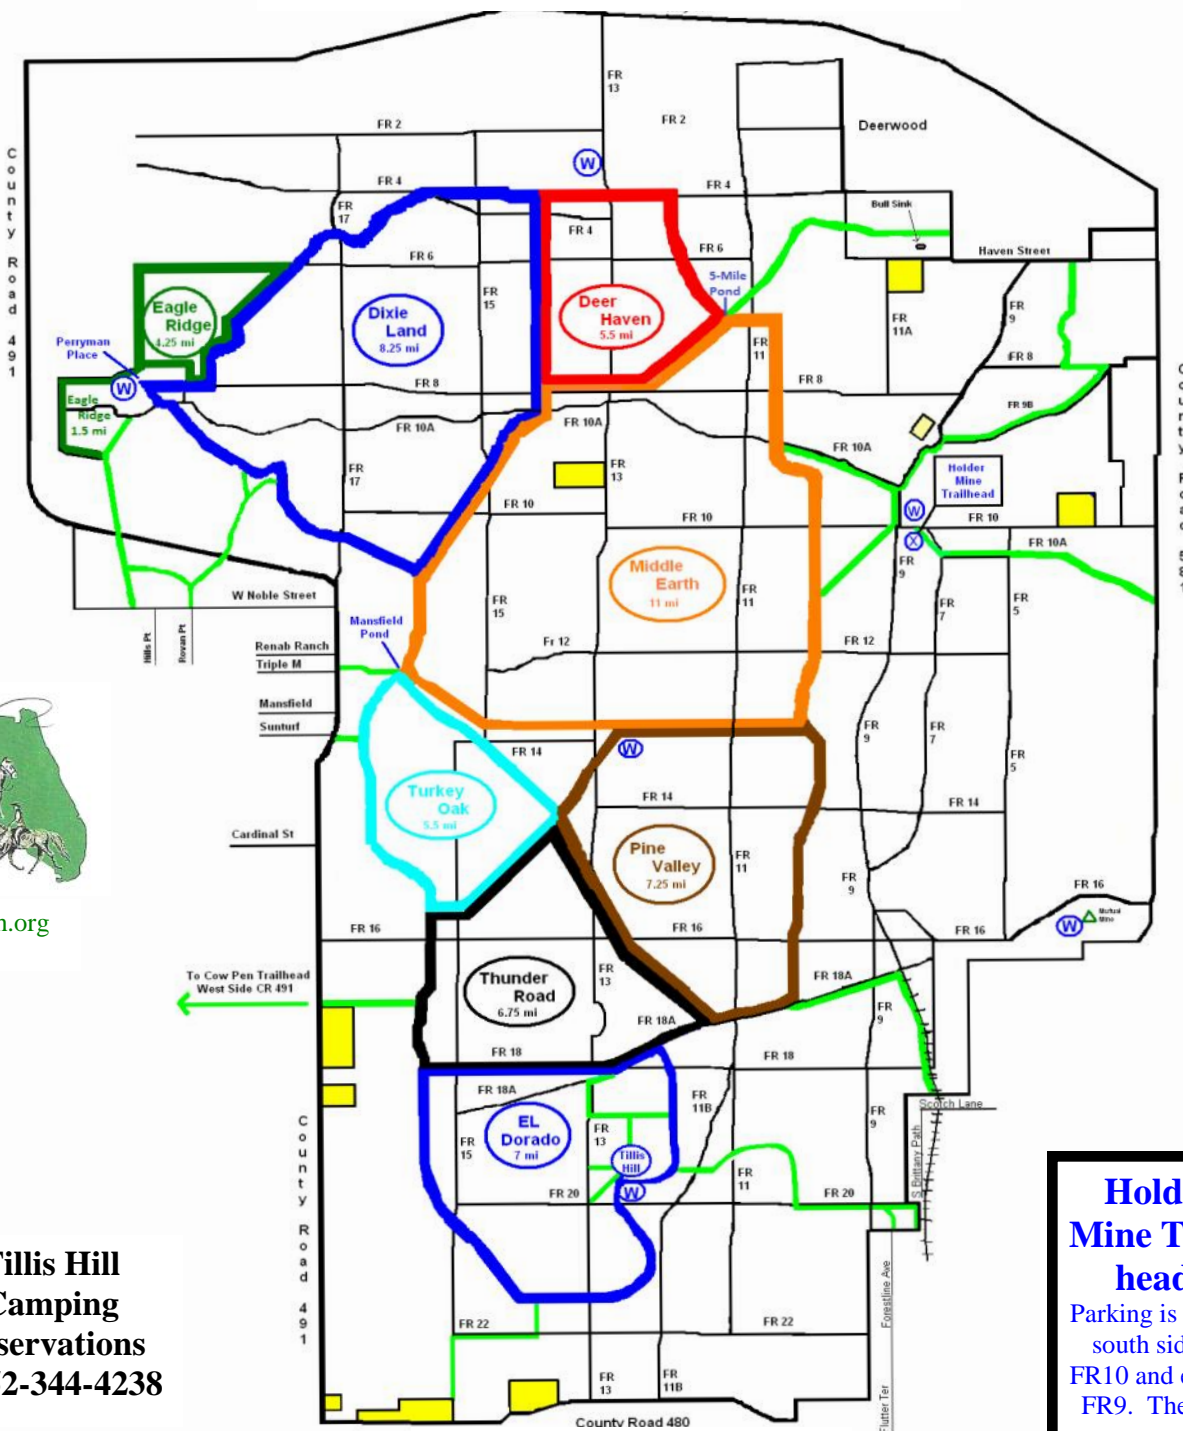 FR
13
FR 2
FR 2
Deerwood
W
County Road 491
FR 4
FR 4
FR
17
Bull Sink
FR 4
FR 6
FR 6
Haven Street
5-Mile
Pond
FR
15
Eagle
Ridge
4.25 mi
Dixie
Land
8.25 mi
Deer
Haven
5.5 mi
FR
11A
FR
9
Perryman
Place
FR
11
FR 8
W
FR 8
FR 8
Eagle
Ridge
1.5 mi
FR 9B
FR 10A
FR 10A
FR 10A
FR
17
FR
13
Holder
Mine
Trailhead
FR 10
FR 10
W
FR 10
X
FR 10A
FR
9
Middle
Earth
11 mi
W Noble Street
FR
15
FR
11
FR
7
FR
5
Mansfield
Pond
Hills Pt
Rovan Pt
Renab Ranch
Triple M
Fr 12
FR 12
Mansfield
Sunturf
FR
9
FR
7
FR 14
W
FR
5
Turkey
Oak
5.5 mi
FR 14
FR 14
Cardinal St
Pine
Valley
7.25 mi
FR
11
FR
9
FR 16
n.org
FR 16
FR 16
FR 16
W
Mutual
Mine
To Cow Pen Trailhead
West Side CR 491
Thunder
Road
6.75 mi
FR
13
FR 18A
FR 18A
FR
9
FR 18
FR 18
FR 18A
FR
11B
FR
9
Scotch Lane
EL
Dorado
7 mi
FR
15
FR
13
Tillis
Hill
W
FR
11
S Brittany Path
FR 20
FR 20
County Road 491
Forestline Ave
FR 22
FR 22
FR
13
FR
11B
Flutter Ter
County Road 480
illis Hill
Camping
servations
2-344-4238
Hold
Mine T
head
Parking is
south sid
FR10 and
FR9. The